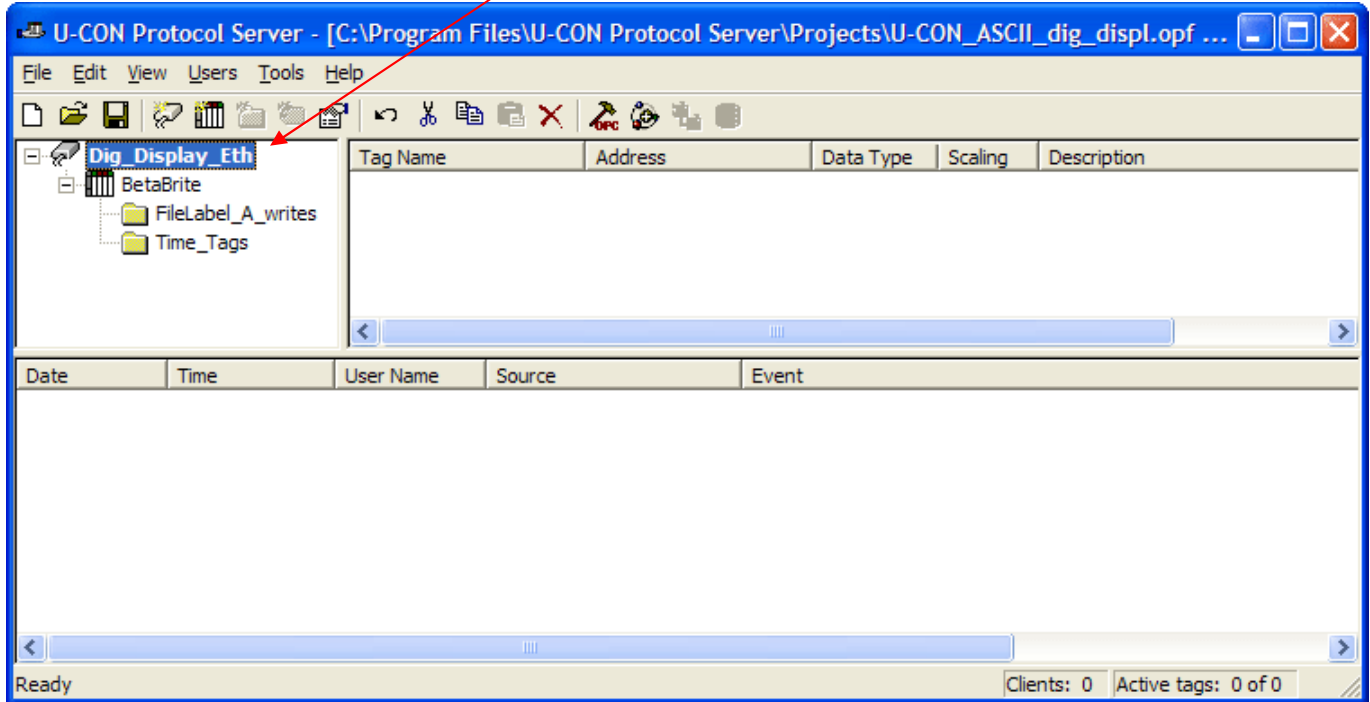 U-CON Protocol Server - [C:\Program Files\U-CON Protocol Server\Projects\U-CON_ASCII_dig_displ.opf ...
File Edit View Users Tools Help
OPC
Dig_Display_Eth
BetaBrite
FileLabel_A_writes
Time_Tags
Tag Name Address Data Type Scaling Description
Date Time User Name Source Event
Ready Clients: 0 Active tags: 0 of 0